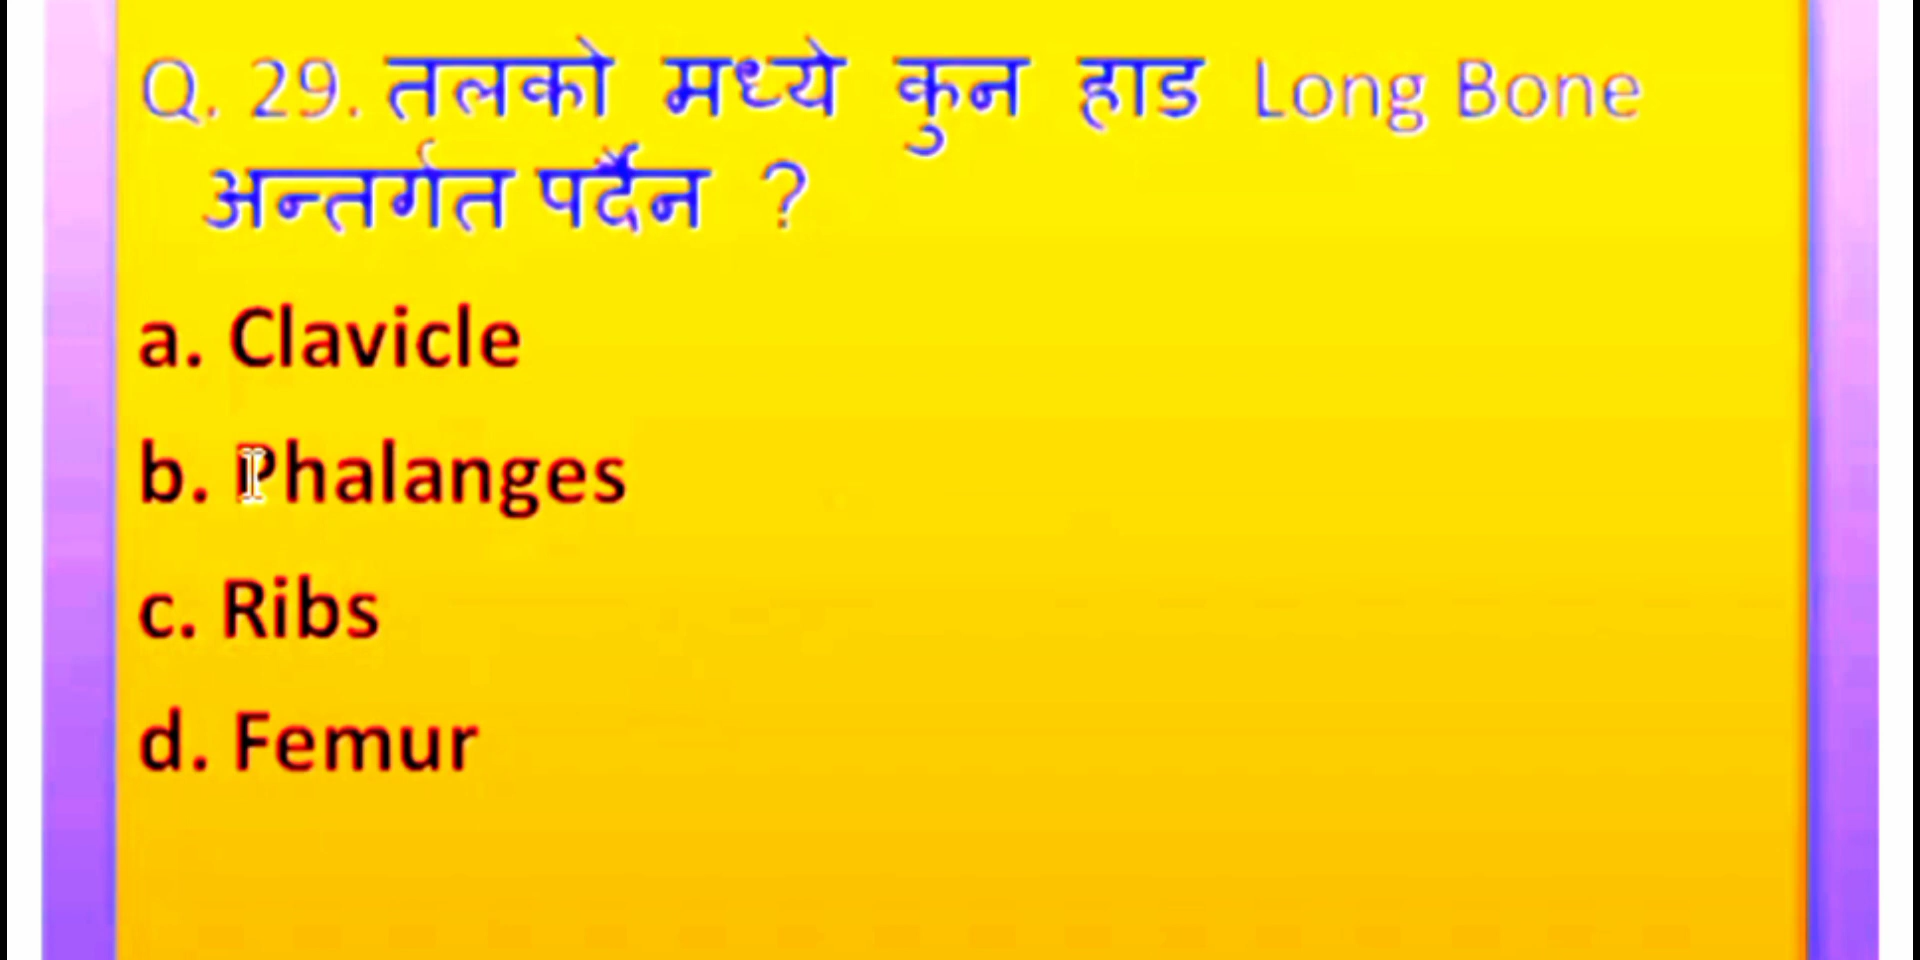 Q. 29. तलको मध्ये कुन हाड Long Bone
अन्तर्गत पर्दैन ?
a. Clavicle
b. Phalanges
c. Ribs
d. Femur